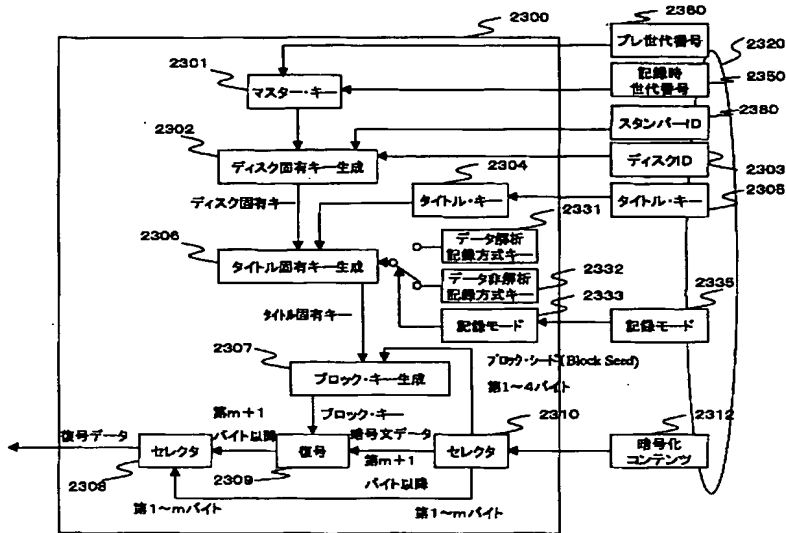 2300
2360
プレ世代番号
2320
2301
記録時
世代番号
2350
マスター・キー
2380
スタンパーID
2302
2304
ディスクID
2303
ディスク固有キー生成
ディスク固有キー
タイトル・キー
2331
タイトル・キー
2305
2306
データ解析
記録方式キー
タイトル固有キー生成
データ非解析
記録方式キー
2332
2333
2335
タイトル固有キー
記録モード
記録モード
2307
ブロック・シード(Block Seed)
ブロック・キー生成
第1〜4バイト
第m+1
バイト以降
ブロック・キー
暗号文データ
2310
2312
復号データ
セレクタ
復号
第m+1
バイト以降
セレクタ
暗号化
コンテンツ
2308
2309
第1〜mバイト
第1〜mバイト